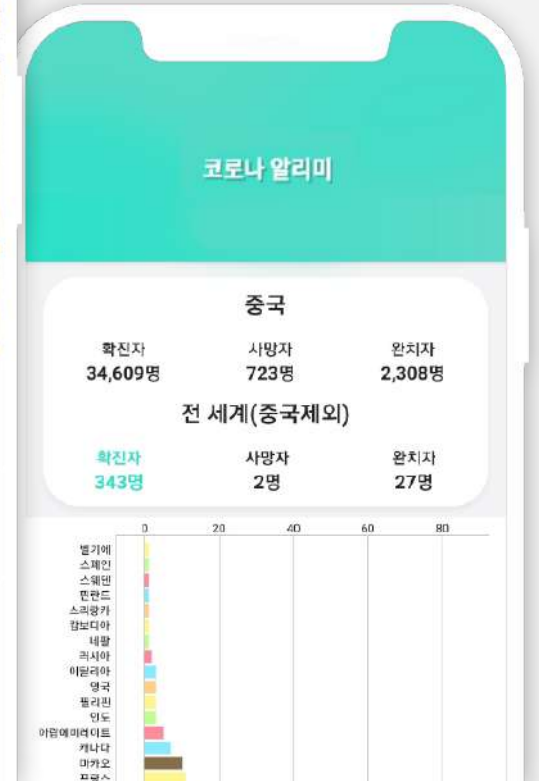 코로나 알리미
중국
확진자 사망자 완치자
34,609명 723명 2,308명
전 세계(중국제외)
확진자 사망자 완치자
343명 2명 27명
0 20 40 60 80
벨기에
스페인
스웨덴
핀란드
스리랑카
캄보디아
네팔
러시아
이탈리아
영국
필리핀
인도
아랍에미레이트
캐나다
마카오
프랑스